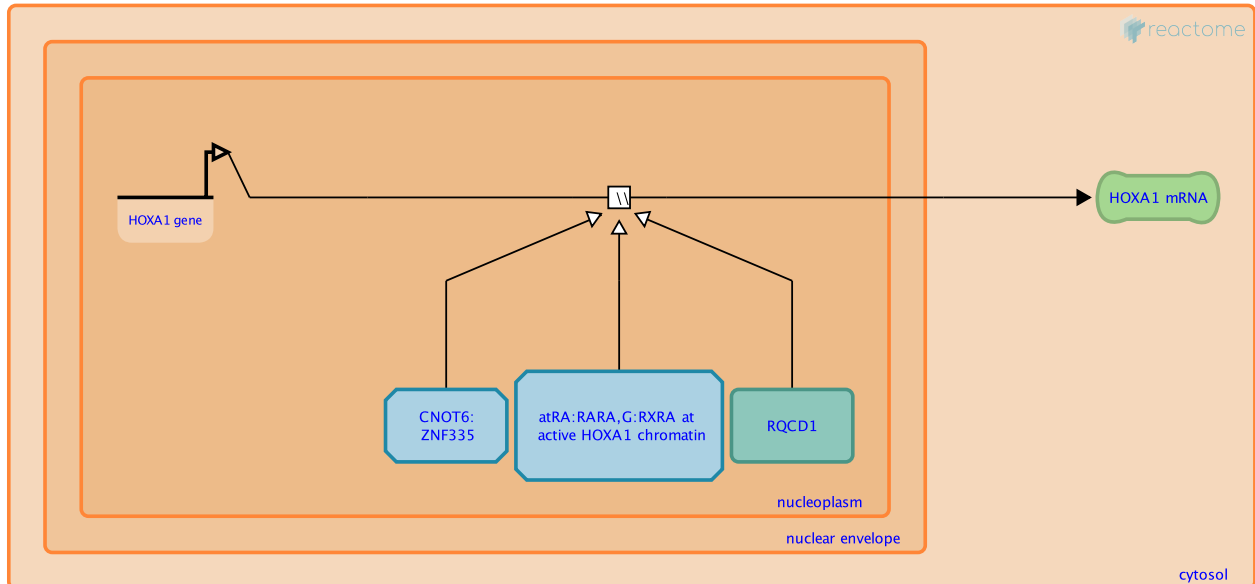 reactome
HOXA1 gene
\\
HOXA1 mRNA
CNOT6:
ZNF335
atRA:RARA,G:RXRA at
active HOXA1 chromatin
RQCD1
nucleoplasm
nuclear envelope
cytosol